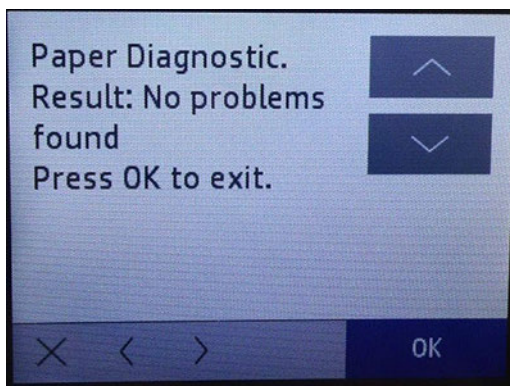 Paper Diagnostic.
Result: No problems
found
Press OK to exit.
OK